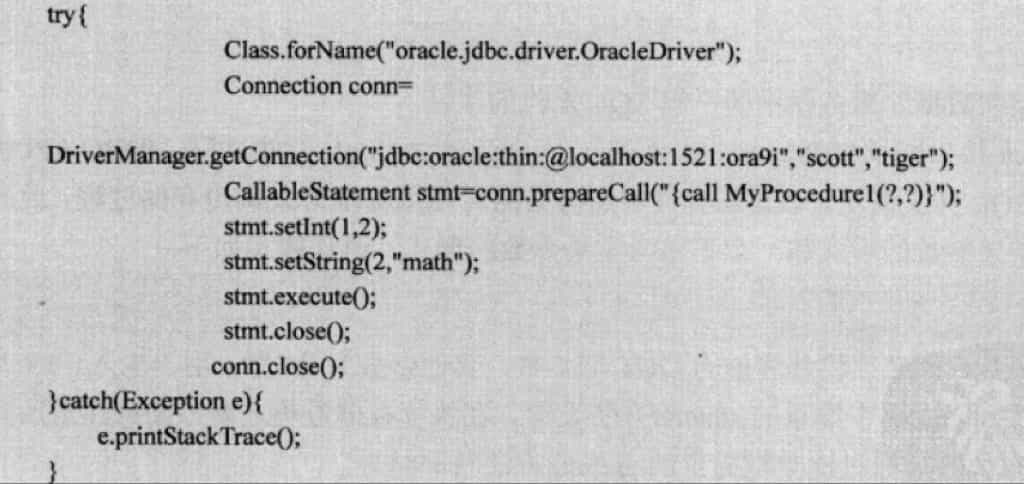 try{
Class.forName("oracle.jdbc.driver.OracleDriver");
Connection conn=
DriverManager.getConnection("jdbc:oracle:thin:@localhost:1521:ora9i","scott","tiger");
CallableStatement stmt=conn.prepareCall("{call MyProcedure1(?,?)}");
stmt.setInt(1,2);
stmt.setString(2,"math");
stmt.execute();
stmt.close();
conn.close();
}catch(Exception e){
e.printStackTrace();
}